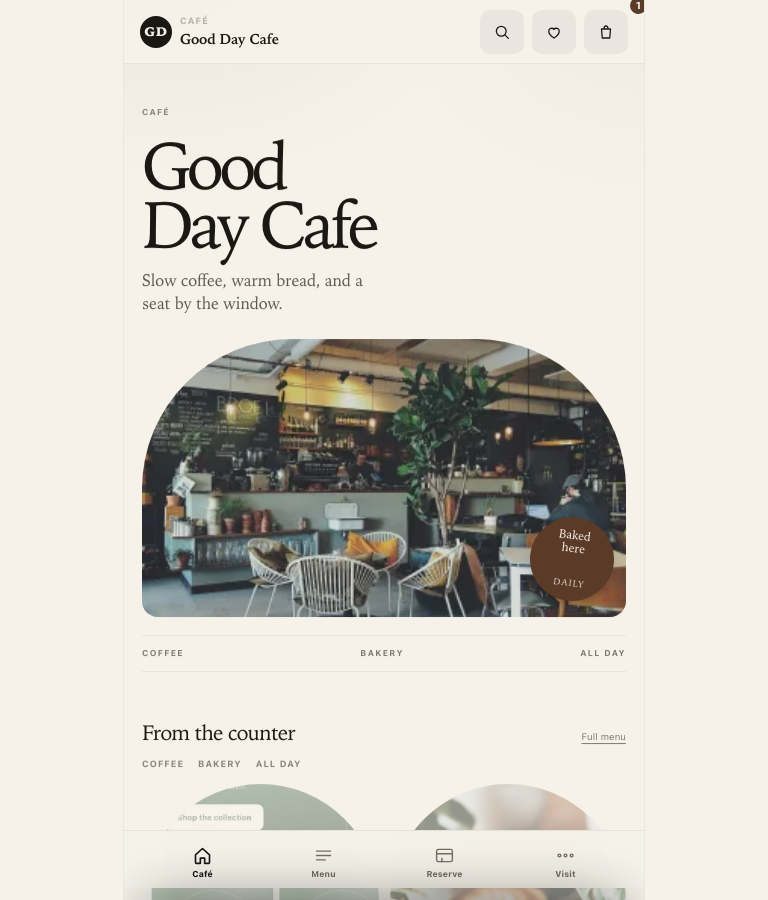 1
GD
CAFÉ
Good Day Cafe
CAFÉ
Good
Day Cafe
Slow coffee, warm bread, and a
seat by the window.
BROEI
Baked
here
DAILY
COFFEE BAKERY ALL DAY
From the counter
Full menu
COFFEE BAKERY ALL DAY
Shop the collection
Café Menu Reserve Visit